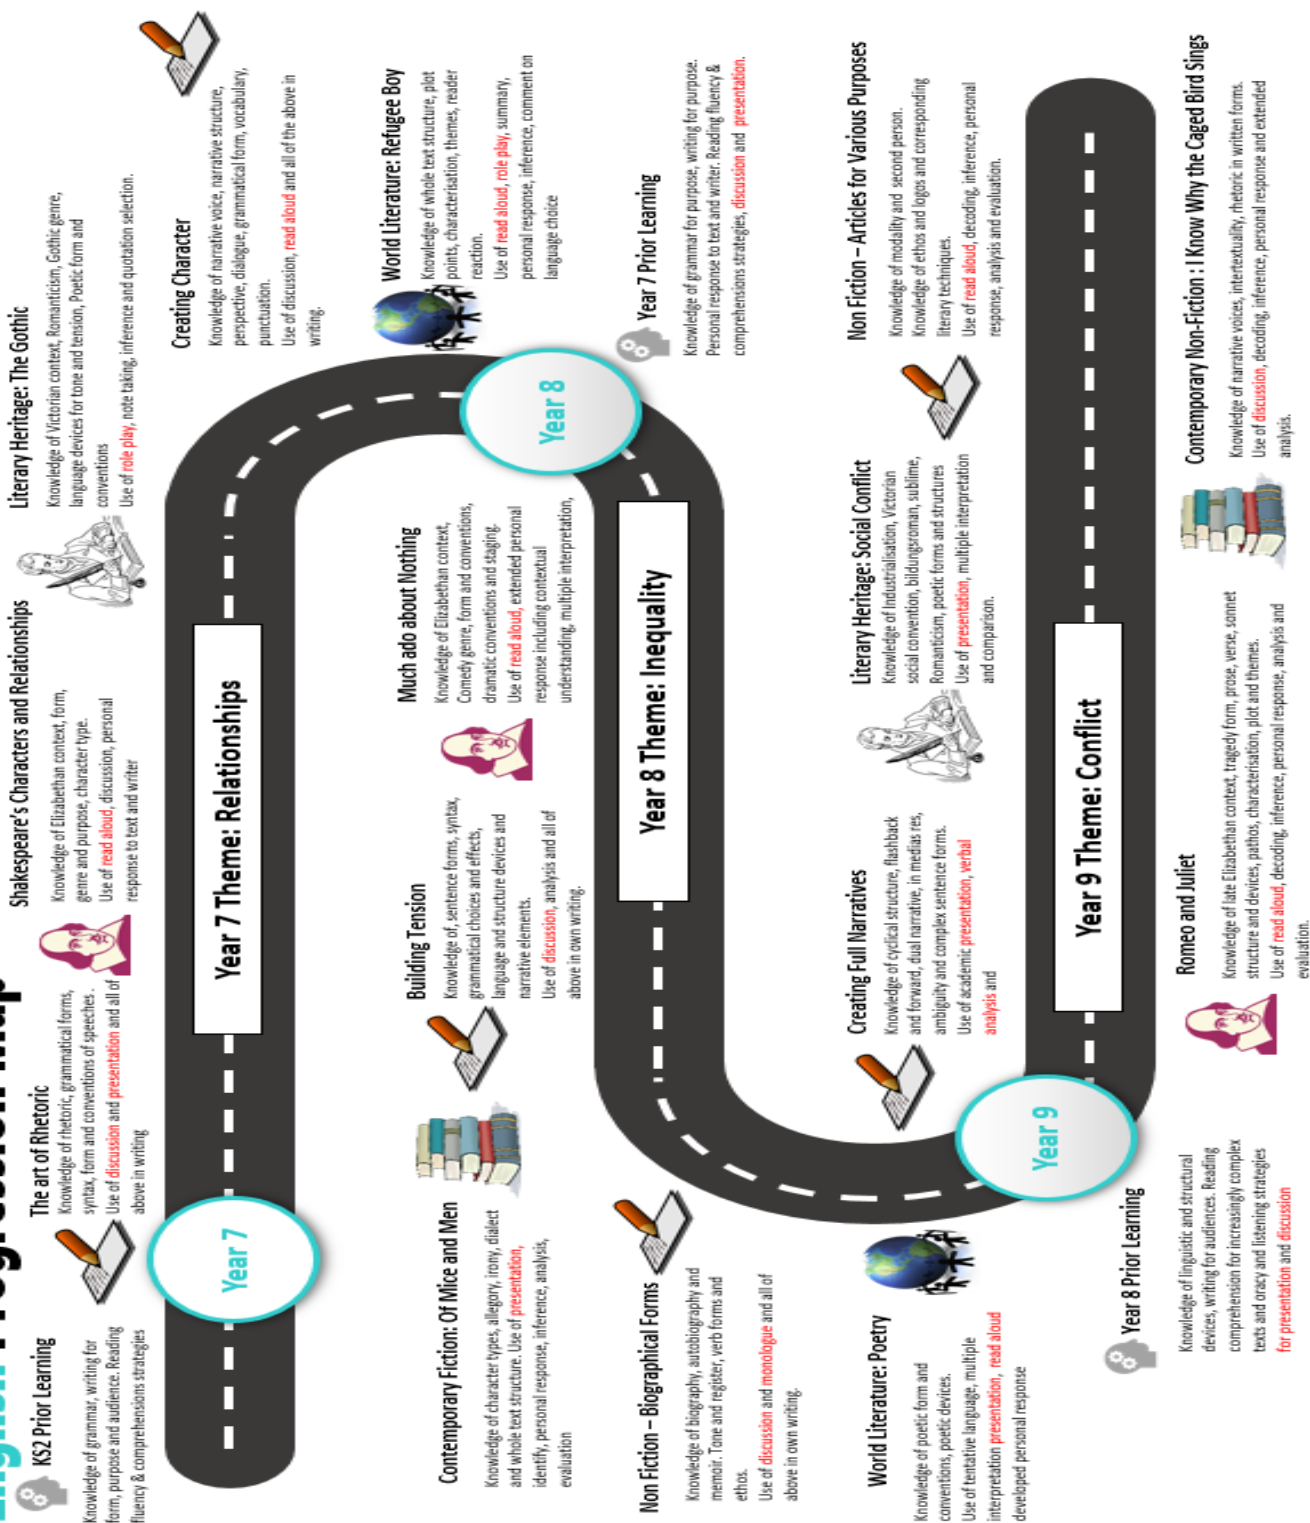 English Progression Map
KS2 Prior Learning
Knowledge of grammar, writing for
form, purpose and audience. Reading
fluency & comprehensions strategies
The art of Rhetoric
Knowledge of rhetoric, grammatical forms,
syntax, form and conventions of speeches .
Use of discussion and presentation and all of
above in writing
Shakespeare's Characters and Relationships
Knowledge of Elizabethan context, form,
genre and purpose, character type.
Use of read aloud, discussion, personal
response to text and writer
Literary Heritage: The Gothic
Knowledge of Victorian context, Romanticism, Gothic genre,
language devices for tone and tension, Poetic form and
conventions
Use of role play, note taking, inference and quotation selection.
Year 7
Year 7 Theme: Relationships
Creating Character
Knowledge of narrative voice, narrative structure,
perspective, dialogue, grammatical form, vocabulary,
punctuation.
Use of discussion, read aloud and all of the above in
writing.
Contemporary Fiction: Of Mice and Men
Knowledge of character types, allegory, irony, dialect
and whole text structure. Use of presentation,
identify, personal response, inference, analysis,
evaluation
Building Tension
Knowledge of, sentence forms, syntax,
grammatical choices and effects,
language and structure devices and
narrative elements.
Use of discussion, analysis and all of
above in own writing.
Much ado about Nothing
Knowledge of Elizabethan context,
Comedy genre, form and conventions,
dramatic conventions and staging.
Use of read aloud, extended personal
response including contextual
understanding, multiple interpretation,
World Literature: Refugee Boy
Knowledge of whole text structure, plot
points, characterisation, themes, reader
reaction.
Use of read aloud, role play, summary,
personal response, inference, comment on
language choice
Year 8
Year 8 Theme: Inequality
Year 7 Prior Learning
Knowledge of grammar for purpose, writing for purpose.
Personal response to text and writer. Reading fluency &
comprehensions strategies, discussion and presentation.
Non Fiction – Biographical Forms
Knowledge of biography, autobiography and
memoir. Tone and register, verb forms and
ethos.
Use of discussion and monologue and all of
above in own writing.
World Literature: Poetry
Knowledge of poetic form and
conventions, poetic devices.
Use of tentative language, multiple
interpretation presentation, read aloud
developed personal response
Creating Full Narratives
Knowledge of cyclical structure, flashback
and forward, dual narrative, in medias res,
ambiguity and complex sentence forms.
Use of academic presentation, verbal
analysis and
Literary Heritage: Social Conflict
Knowledge of Industrialisation, Victorian
social convention, bildungsroman, sublime,
Romanticism, poetic forms and structures
Use of presentation, multiple interpretation
and comparison.
Non Fiction – Articles for Various Purposes
Knowledge of modality and second person.
Knowledge of ethos and logos and corresponding
literary techniques.
Use of read aloud, decoding, inference, personal
response, analysis and evaluation.
Year 9
Year 9 Theme: Conflict
Year 8 Prior Learning
Knowledge of linguistic and structural
devices, writing for audiences. Reading
comprehension for increasingly complex
texts and oracy and listening strategies
for presentation and discussion
Romeo and Juliet
Knowledge of late Elizabethan context, tragedy form, prose, verse, sonnet
structure and devices, pathos, characterisation, plot and themes.
Use of read aloud, decoding, inference, personal response, analysis and
evaluation.
Contemporary Non-Fiction : I Know Why the Caged Bird Sings
Knowledge of narrative voices, intertextuality, rhetoric in written forms.
Use of discussion, decoding, inference, personal response and extended
analysis.